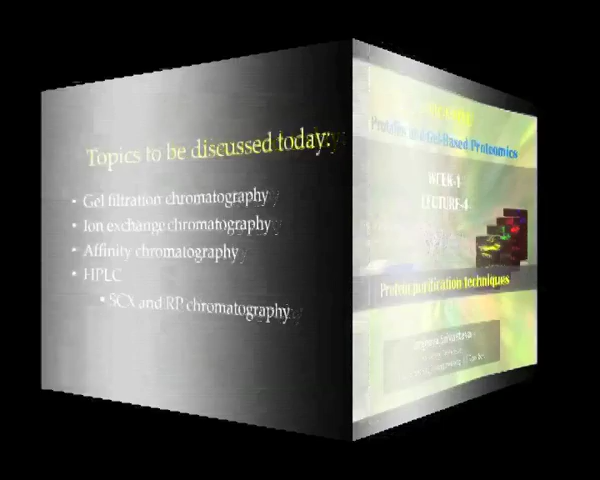 Topics to be discussed today:
• Gel filtration chromatography
• Ion exchange chromatography
• Affinity chromatography
• HPLC
• SCX and RP chromatography
Gel-Based Proteomics
WEEK-1
LECTURE-4
Protein purification techniques